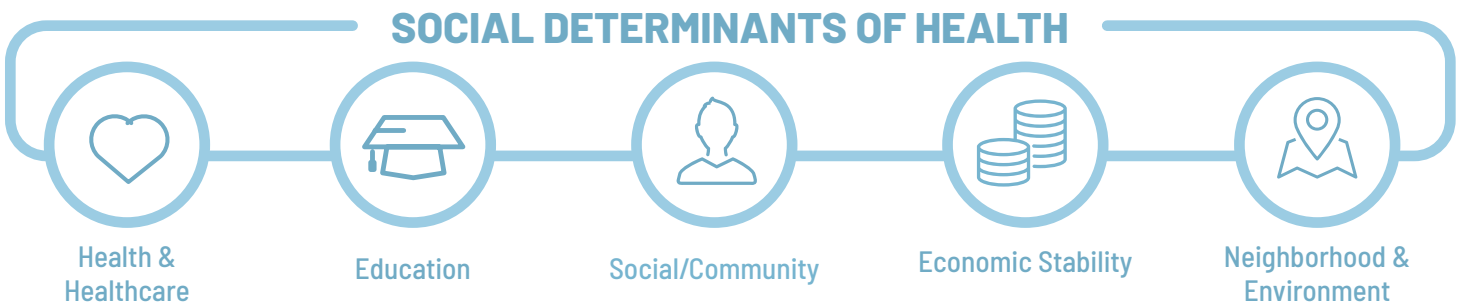 SOCIAL DETERMINANTS OF HEALTH
Health &
Healthcare
Education
Social/Community
Economic Stability
Neighborhood &
Environment